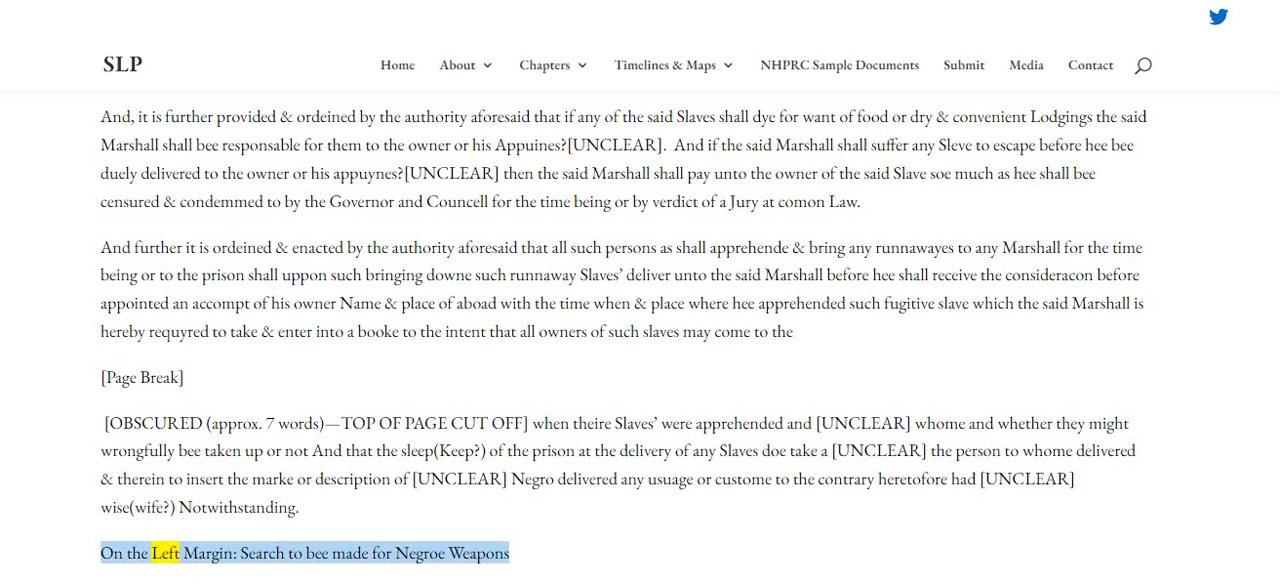 SLP
Home
About
Chapters
Timelines & Maps
NHPRC Sample Documents
Submit
Media
Contact
And, it is further provided & ordeined by the authority aforesaid that if any of the said Slaves shall dye for want of food or dry & convenient Lodgings the said
Marshall shall bee responsable for them to the owner or his Appuines?[UNCLEAR].  And if the said Marshall shall suffer any Sleve to escape before hee bee
duely delivered to the owner or his appuynes?[UNCLEAR] then the said Marshall shall pay unto the owner of the said Slave soe much as hee shall bee
censured & condemmed to by the Governor and Councell for the time being or by verdict of a Jury at comon Law.
And further it is ordeined & enacted by the authority aforesaid that all such persons as shall apprehende & bring any runnawayes to any Marshall for the time
being or to the prison shall uppon such bringing downe such runnaway Slaves’ deliver unto the said Marshall before hee shall receive the consideracon before
appointed an accompt of his owner Name & place of aboad with the time when & place where hee apprehended such fugitive slave which the said Marshall is
hereby requyred to take & enter into a booke to the intent that all owners of such slaves may come to the
[Page Break]
[OBSCURED (approx. 7 words)—TOP OF PAGE CUT OFF] when theire Slaves’ were apprehended and [UNCLEAR] whome and whether they might
wrongfully bee taken up or not And that the sleep(Keep?) of the prison at the delivery of any Slaves doe take a [UNCLEAR] the person to whome delivered
& therein to insert the marke or description of [UNCLEAR] Negro delivered any usuage or custome to the contrary heretofore had [UNCLEAR]
wise(wife?) Notwithstanding.
On the Left Margin: Search to bee made for Negroe Weapons